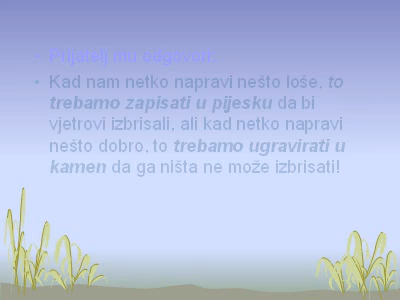 Prijatelj mu odgovori:
Kad nam netko napravi nešto loše, to
trebamo zapisati u pijesku da bi
vjetrovi izbrisali, ali kad netko napravi
nešto dobro, to trebamo ugravirati u
kamen da ga ništa ne može izbrisati!